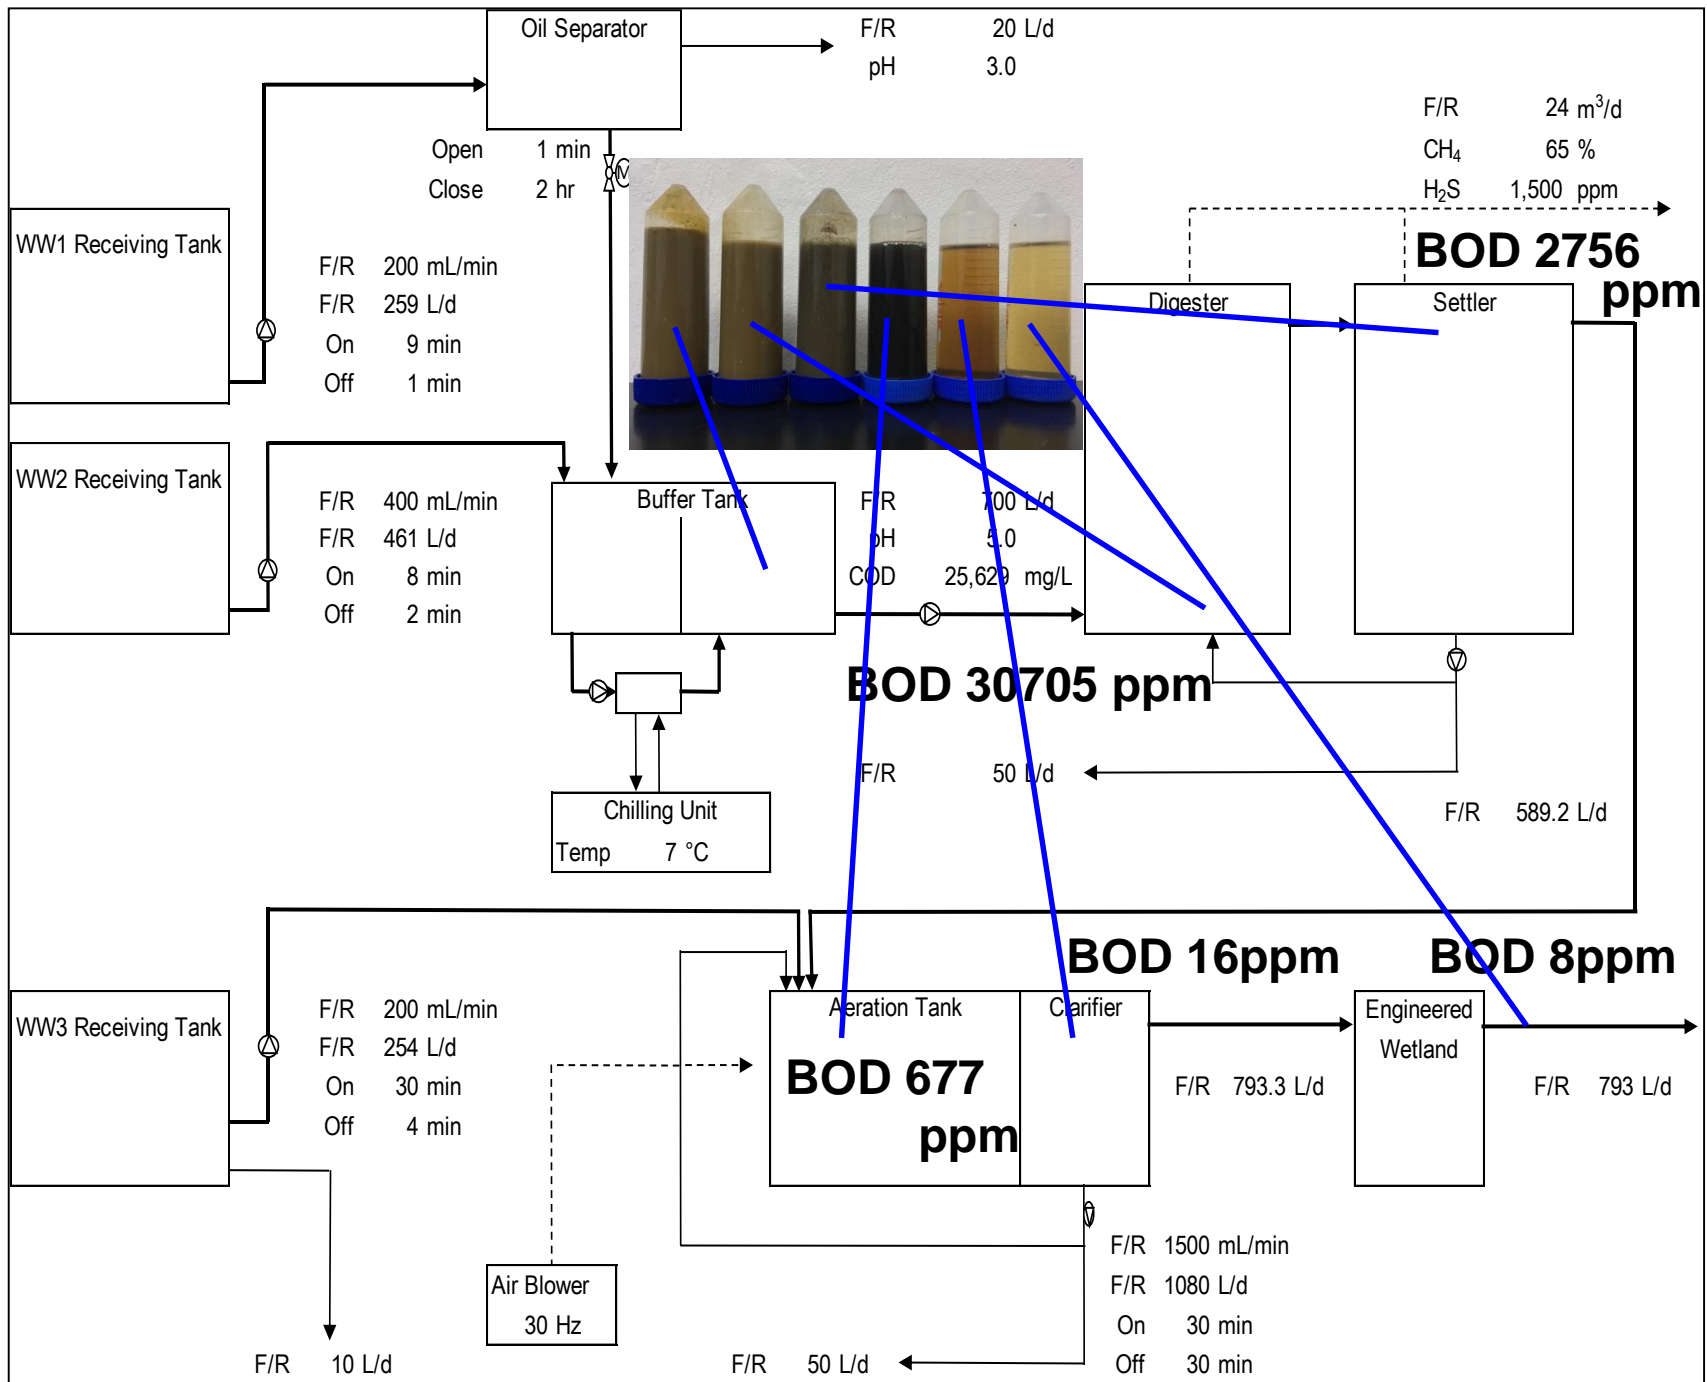 Oil Separator
F/R 20 L/d
pH 3.0
F/R 24 m³/d
CH₄ 65 %
H₂S 1,500 ppm
Open 1 min
Close 2 hr
M
WW1 Receiving Tank
F/R 200 mL/min
F/R 259 L/d
On 9 min
Off 1 min
BOD 2756
ppm
Digester
Settler
WW2 Receiving Tank
F/R 400 mL/min
F/R 461 L/d
On 8 min
Off 2 min
Buffer Tank
F/R 700 L/d
pH 5.0
COD 25,629 mg/L
BOD 30705 ppm
F/R 50 L/d
Chilling Unit
Temp 7 °C
F/R 589.2 L/d
BOD 16ppm
BOD 8ppm
WW3 Receiving Tank
F/R 200 mL/min
F/R 254 L/d
On 30 min
Off 4 min
Aeration Tank
Clarifier
BOD 677
ppm
Engineered
Wetland
F/R 793.3 L/d
F/R 793 L/d
Air Blower
30 Hz
F/R 1500 mL/min
F/R 1080 L/d
On 30 min
Off 30 min
F/R 10 L/d
F/R 50 L/d